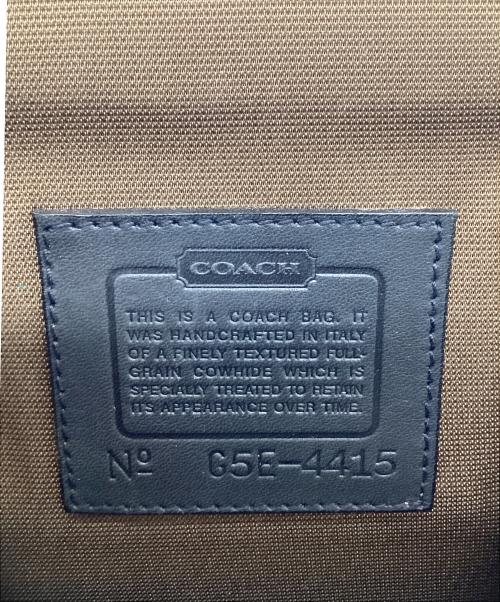 COACH
THIS IS A COACH BAG. IT
WAS HANDCRAFTED IN ITALY
OF A FINELY TEXTURED FULL-
GRAIN COWHIDE WHICH IS
SPECIALLY TREATED TO RETAIN
ITS APPEARANCE OVER TIME.
Nº G5E-4415